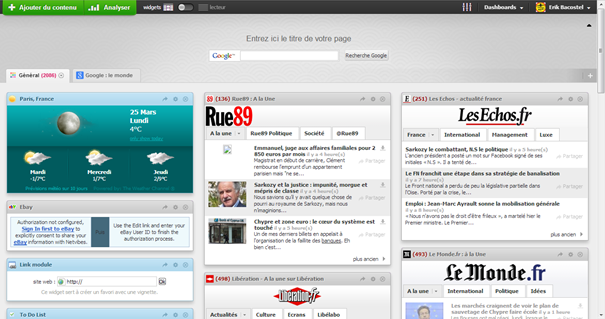 Ajouter du contenu
Analyser
widgets
lecteur
Dashboards
Erik Bacostel
Entrez ici le titre de votre page
Google
Recherche Google
Général (2086)
Google : le monde
Paris, France
25 Mars
Lundi
4°C
Mardi
-1/7°C
Mercredi
-1/2°C
Jeudi
-2/3°C
Ebay
Authorization not configured,
Sign In first to eBay to
explicitly consent to share your
eBay information with Netvibes.
Use the Edit link and enter your
eBay User ID to finish the
authorization process.
Link module
site web :
http://
Ok
Ce widget sert à créer un favori avec une vignette.
To Do List
(136) Rue89 : A la Une
Rue89
A la une
Rue89 Politique
Société
@Rue89
Emmanuel, juge aux affaires familiales pour 2
850 euros par mois il y a 4 heure(s)
Magistrat en début de carrière, Clément
rembourse l'emprunt d'un appartement
parisien mais "ne...
Partager
Sarkozy et la justice : impunité, morgue et
mépris de classe il y a 5 heure(s)
Nous savions qu'il y avait quelque chose de
pourri au royaume de Sarkozy, mais nous
n'imaginions...
Partager
Chypre et zone euro : le cœur du système est
touché il y a 5 heure(s)
Un de mes derniers billets en appelait à
l'organisation de la faillite des banques. Eh
bien c'est...
Partager
plus ancien
(498) Libération - A la une sur Libération
Libération.fr
Actualités
Culture
Ecrans
Libélabo
(251) Les Echos - actualité france
LesEchos.fr
A la une
International
Management
Luxe
Sarkozy le combattant, N.S le politique il y a 5 heure(s)
L'ancien président a posté un mot sur Facebook signé de ses
initiales « N.S ». Il a tenté de...
Partager
Le FN franchit une étape dans sa stratégie de banalisation
il y a 7 heure(s)
Le Front national a perdu de peu la législative partielle dans
l'Oise. Porté par la crise, le...
Partager
Emploi : Jean-Marc Ayrault sonne la mobilisation générale
il y a 8 heure(s)
« Nous n'avons pas le droit d'être frileux », a martelé hier le
Premier ministre. Le Premier...
Partager
plus ancien
(493) Le Monde.fr : à la Une
Le Monde.fr
A la une
International
Politique
Idées
Les marchés craignent de voir le plan de
sauvetage de Chypre faire école il y a 3